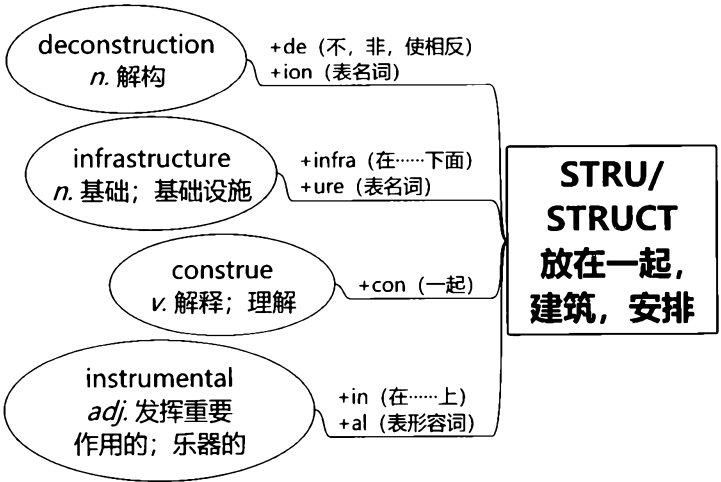 deconstruction
n. 解构
+de（不，非，使相反）
+ion（表名词）
infrastructure
n. 基础；基础设施
+infra（在……下面）
+ure（表名词）
construe
v. 解释；理解
+con（一起）
instrumental
adj. 发挥重要
作用的；乐器的
+in（在……上）
+al（表形容词）
STRU/
STRUCT
放在一起，
建筑，安排